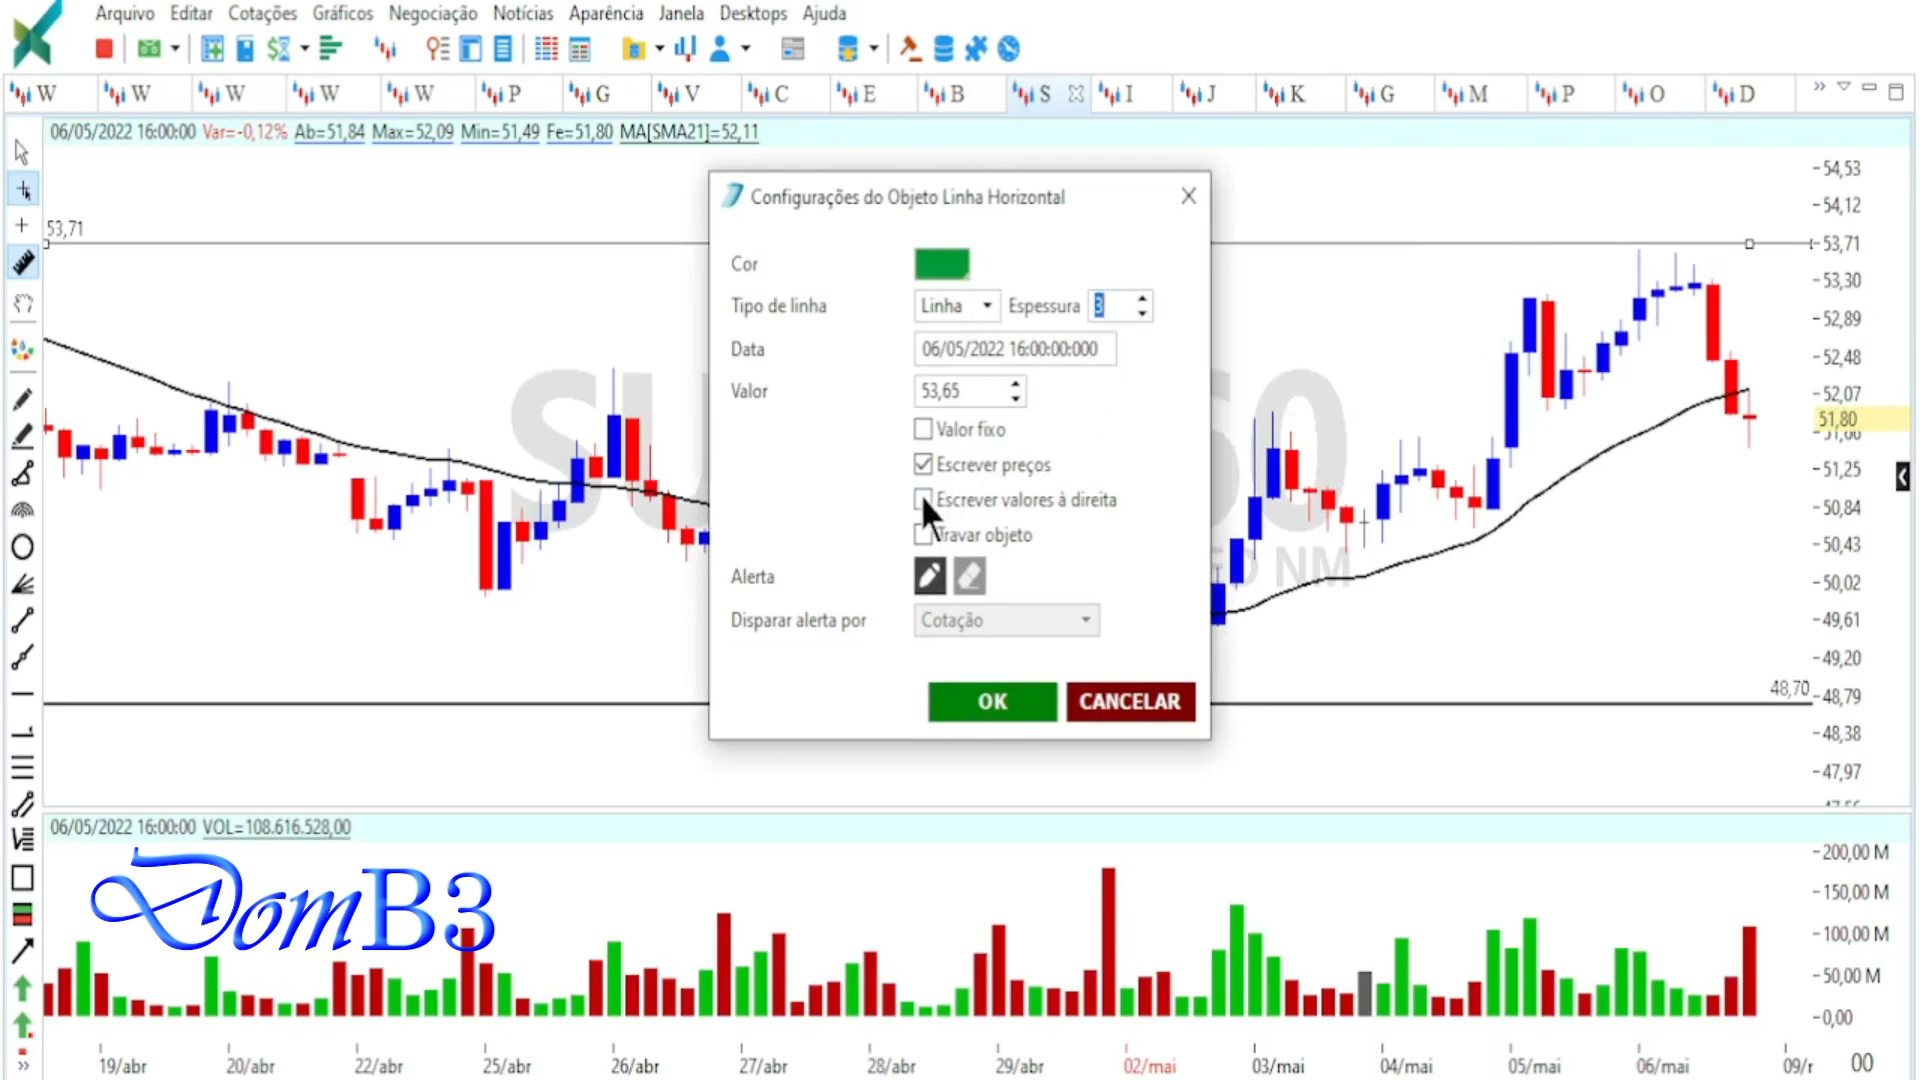 Arquivo Editar Cotações Gráficos Negociação Notícias Aparência Janela Desktops Ajuda
W W W W W P G V C E B S I J K G M P O D
06/05/2022 16:00:00 Var=-0,12% Ab=51,84 Max=52,09 Min=51,49 Fe=51,80 MA[SMA21]=52,11
53,71
Configurações do Objeto Linha Horizontal
Cor
Tipo de linha Linha Espessura 3
Data 06/05/2022 16:00:00:000
Valor 53,65
Valor fixo
Escrever preços
Escrever valores à direita
Travar objeto
Alerta
Disparar alerta por Cotação
OK CANCELAR
54,53
54,12
53,71
53,30
52,89
52,48
52,07
51,80
51,66
51,25
50,84
50,43
50,02
49,61
49,20
48,70
48,79
48,38
47,97
NM
06/05/2022 16:00:00 VOL=108.616.528,00
DomB3
200,00 M
150,00 M
100,00 M
50,00 M
0,00
19/abr 20/abr 22/abr 25/abr 26/abr 27/abr 28/abr 29/abr 02/mai 03/mai 04/mai 05/mai 06/mai 09/r 00